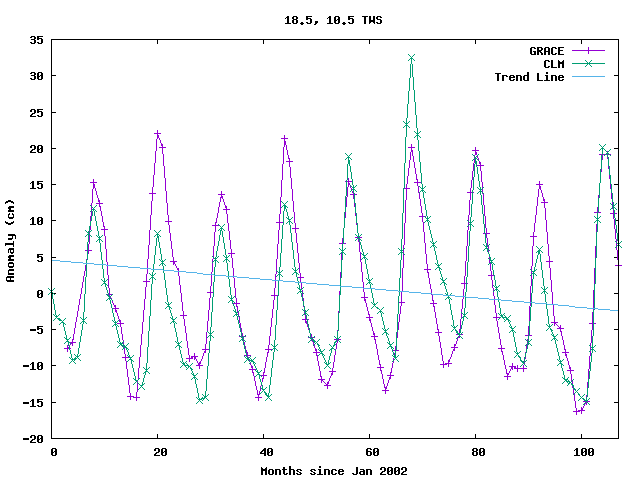 18.5, 10.5 TWS
GRACE
CLM
Trend Line
35
30
25
20
15
10
5
0
-5
-10
-15
-20
Anomaly (cm)
0 20 40 60 80 100
Months since Jan 2002